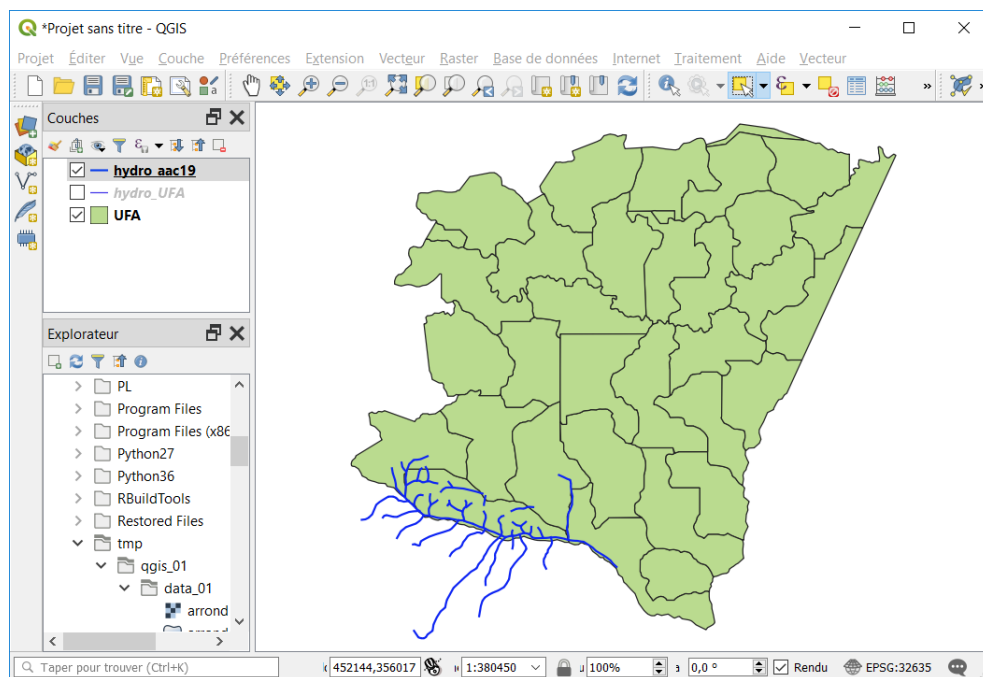 *Projet sans titre - QGIS
Projet Éditer Vue Couche Préférences Extension Vecteur Raster Base de données Internet Traitement Aide Vecteur
Couches
hydro_aac19
hydro_UFA
UFA
Explorateur
PL
Program Files
Program Files (x86
Python27
Python36
RBuildTools
Restored Files
tmp
qgis_01
data_01
arrond
Taper pour trouver (Ctrl+K) 452144,356017 1:380450 100% 0,0 ° Rendu EPSG:32635